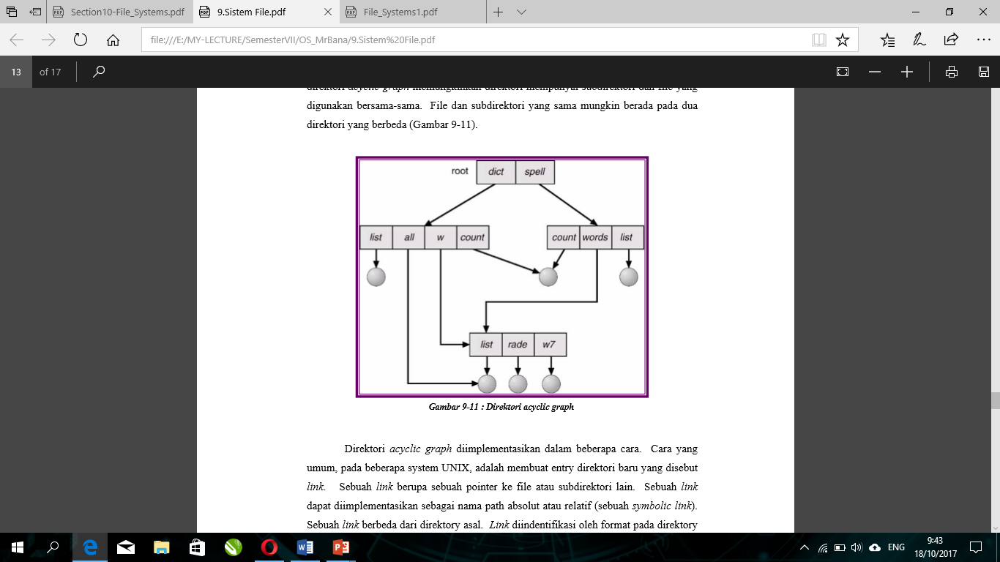 Section10-File_Systems.pdf
9.Sistem File.pdf
File_Systems1.pdf
file:///E:/MY-LECTURE/SemesterVII/OS_MrBana/9.Sistem%20File.pdf
13 of 17
direktori acyclic graph memungkinkan direktori mempunyai subdirektori dan file yang
digunakan bersama-sama. File dan subdirektori yang sama mungkin berada pada dua
direktori yang berbeda (Gambar 9-11).
root dict spell
list all w count
count words list
list rade w7
Gambar 9-11 : Direktori acyclic graph
Direktori acyclic graph diimplementasikan dalam beberapa cara. Cara yang
umum, pada beberapa system UNIX, adalah membuat entry direktori baru yang disebut
link. Sebuah link berupa sebuah pointer ke file atau subdirektori lain. Sebuah link
dapat diimplementasikan sebagai nama path absolut atau relatif (sebuah symbolic link).
Sebuah link berbeda dari direktory asal. Link diindentifikasi oleh format pada direktory
ENG
9:43
18/10/2017